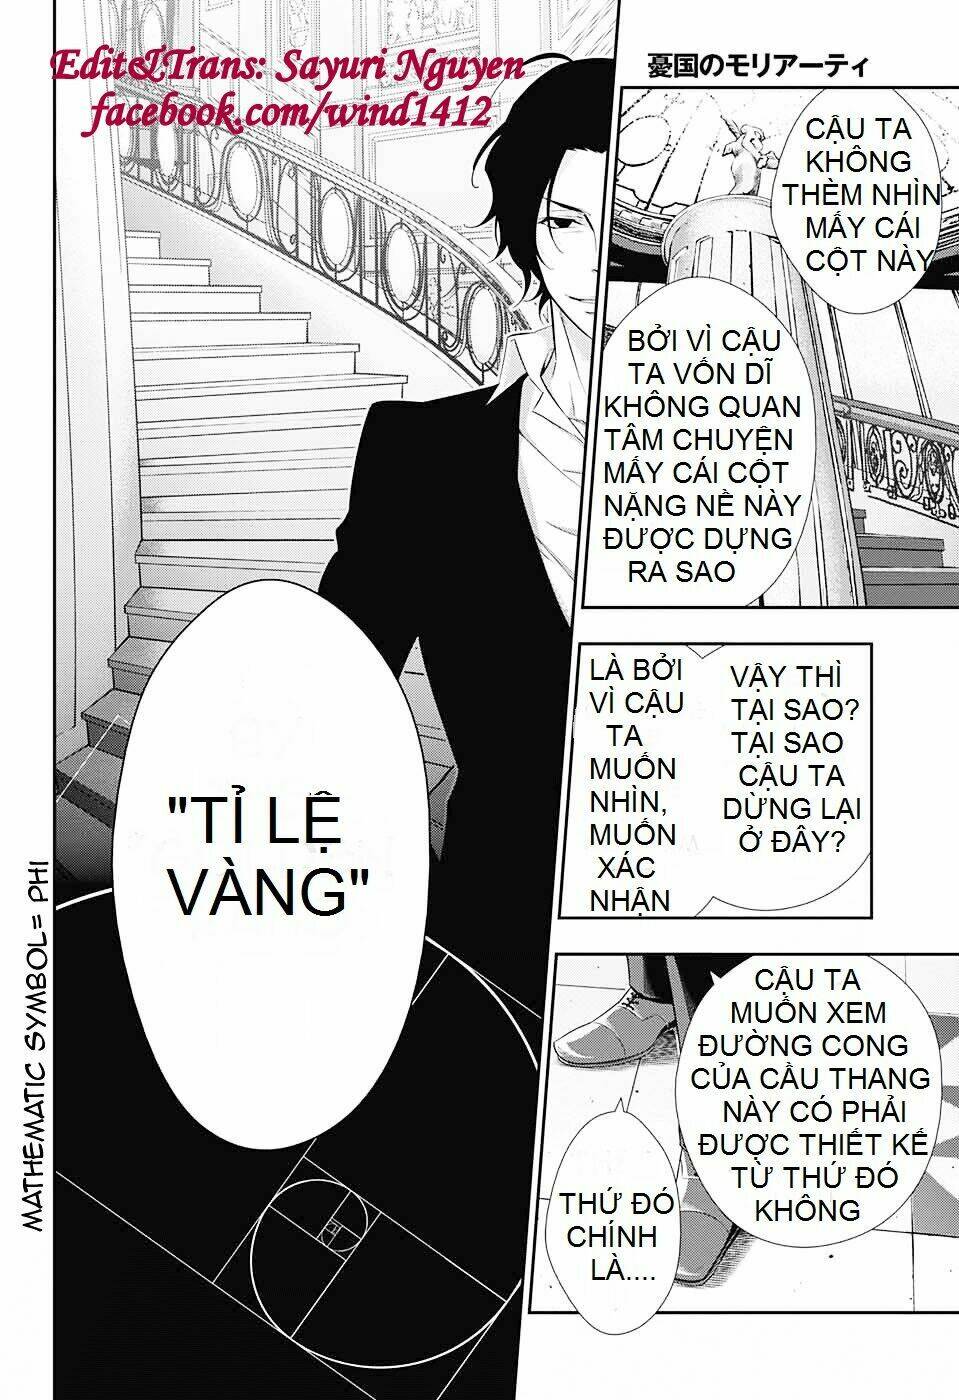 Edit&Trans: Sayuri Nguyen
facebook.com/wind1412
憂国のモリアーティ
CẬU TA
KHÔNG
THÈM NHÌN
MẤY CÁI
CỘT NÀY
BỞI VÌ CẬU
TA VỐN DĨ
KHÔNG QUAN
TÂM CHUYỆN
MẤY CÁI CỘT
NẶNG NỀ NÀY
ĐƯỢC DỰNG
RA SAO
VẬY THÌ
TẠI SAO?
TẠI SAO
CẬU TA
DỪNG LẠI
Ở ĐÂY?
LÀ BỞI
VÌ CẬU
TA
MUỐN
NHÌN,
MUỐN
XÁC
NHẬN
CẬU TA
MUỐN XEM
ĐƯỜNG CONG
CỦA CẦU THANG
NÀY CÓ PHẢI
ĐƯỢC THIẾT KẾ
TỪ THỨ ĐÓ
KHÔNG
THỨ ĐÓ
CHÍNH
LÀ....
"TỈ LỆ
VÀNG"
MATHEMATIC SYMBOL= PHI